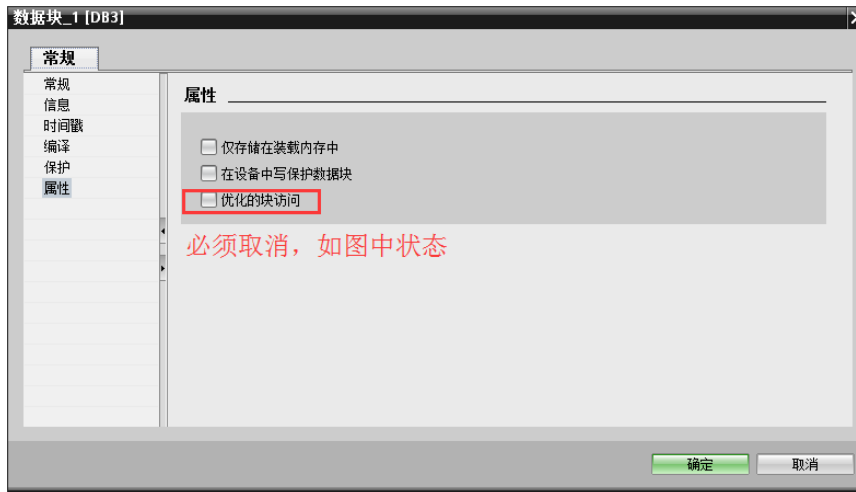 数据块_1 [DB3]
常规
常规
信息
时间戳
编译
保护
属性
属性
仅存储在装载内存中
在设备中写保护数据块
优化的块访问
必须取消，如图中状态
确定
取消